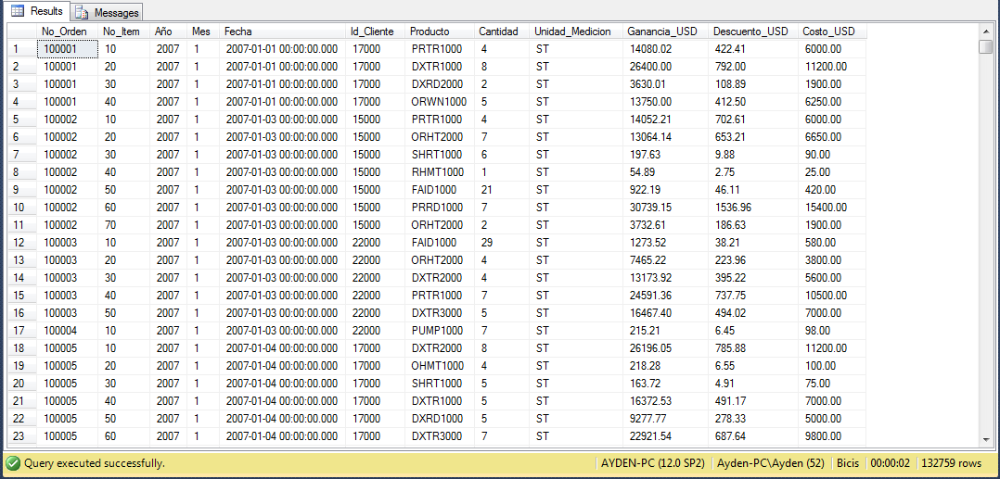 Results Messages
No_Orden No_Item Año Mes Fecha Id_Cliente Producto Cantidad Unidad_Medicion Ganancia_USD Descuento_USD Costo_USD
1 100001 10 2007 1 2007-01-01 00:00:00.000 17000 PRTR1000 4 ST 14080.02 422.41 6000.00
2 100001 20 2007 1 2007-01-01 00:00:00.000 17000 DXTR1000 8 ST 26400.00 792.00 11200.00
3 100001 30 2007 1 2007-01-01 00:00:00.000 17000 DXRD2000 2 ST 3630.01 108.89 1900.00
4 100001 40 2007 1 2007-01-01 00:00:00.000 17000 ORWN1000 5 ST 13750.00 412.50 6250.00
5 100002 10 2007 1 2007-01-03 00:00:00.000 15000 PRTR1000 4 ST 14052.21 702.61 6000.00
6 100002 20 2007 1 2007-01-03 00:00:00.000 15000 ORHT2000 7 ST 13064.14 653.21 6650.00
7 100002 30 2007 1 2007-01-03 00:00:00.000 15000 SHRT1000 6 ST 197.63 9.88 90.00
8 100002 40 2007 1 2007-01-03 00:00:00.000 15000 RHMT1000 1 ST 54.89 2.75 25.00
9 100002 50 2007 1 2007-01-03 00:00:00.000 15000 FAID1000 21 ST 922.19 46.11 420.00
10 100002 60 2007 1 2007-01-03 00:00:00.000 15000 PRRD1000 7 ST 30739.15 1536.96 15400.00
11 100002 70 2007 1 2007-01-03 00:00:00.000 15000 ORHT2000 2 ST 3732.61 186.63 1900.00
12 100003 10 2007 1 2007-01-03 00:00:00.000 22000 FAID1000 29 ST 1273.52 38.21 580.00
13 100003 20 2007 1 2007-01-03 00:00:00.000 22000 ORHT2000 4 ST 7465.22 223.96 3800.00
14 100003 30 2007 1 2007-01-03 00:00:00.000 22000 DXTR2000 4 ST 13173.92 395.22 5600.00
15 100003 40 2007 1 2007-01-03 00:00:00.000 22000 PRTR1000 7 ST 24591.36 737.75 10500.00
16 100003 50 2007 1 2007-01-03 00:00:00.000 22000 DXTR3000 5 ST 16467.40 494.02 7000.00
17 100004 10 2007 1 2007-01-03 00:00:00.000 22000 PUMP1000 7 ST 215.21 6.45 98.00
18 100005 10 2007 1 2007-01-04 00:00:00.000 17000 DXTR2000 8 ST 26196.05 785.88 11200.00
19 100005 20 2007 1 2007-01-04 00:00:00.000 17000 OHMT1000 4 ST 218.28 6.55 100.00
20 100005 30 2007 1 2007-01-04 00:00:00.000 17000 SHRT1000 5 ST 163.72 4.91 75.00
21 100005 40 2007 1 2007-01-04 00:00:00.000 17000 DXTR1000 5 ST 16372.53 491.17 7000.00
22 100005 50 2007 1 2007-01-04 00:00:00.000 17000 DXRD1000 5 ST 9277.77 278.33 5000.00
23 100005 60 2007 1 2007-01-04 00:00:00.000 17000 DXTR3000 7 ST 22921.54 687.64 9800.00
Query executed successfully. AYDEN-PC (12.0 SP2) Ayden-PC\Ayden (52) Bicis 00:00:02 132759 rows